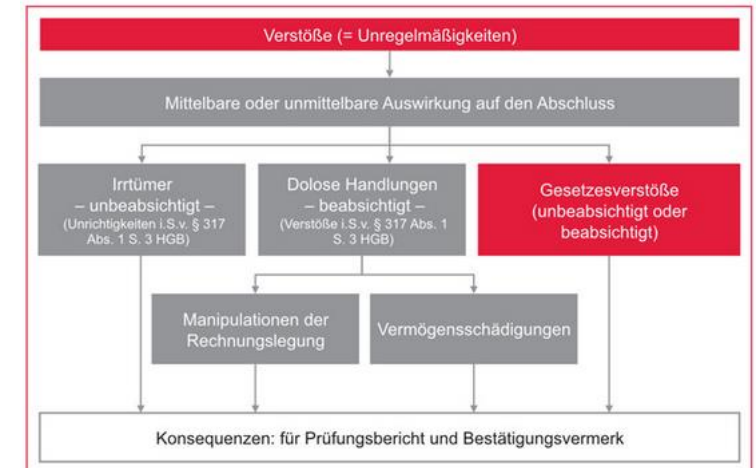 Verstöße (= Unregelmäßigkeiten)
Mittelbare oder unmittelbare Auswirkung auf den Abschluss
Irrtümer
– unbeabsichtigt –
(Unrichtigkeiten i.S.v. § 317
Abs. 1 S. 3 HGB)
Dolose Handlungen
– beabsichtigt –
(Verstöße i.S.v. § 317 Abs. 1
S. 3 HGB)
Gesetzesverstöße
(unbeabsichtigt oder
beabsichtigt)
Manipulationen der
Rechnungslegung
Vermögensschädigungen
Konsequenzen: für Prüfungsbericht und Bestätigungsvermerk